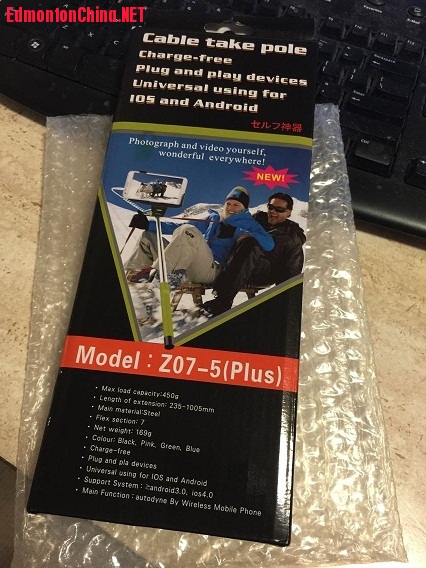 EdmontonChina.NET
Cable take pole
Charge-free
Plug and play devices
Universal using for
IOS and Android
セルフ神器
Photograph and video yourself,
wonderful everywhere!
NEW!
Model : Z07-5(Plus)
· Max load capacity:450g
· Length of extension: 235-1005mm
· Main material:Steel
· Flex section: 7
· Net weight: 169g
· Colour: Black, Pink, Green, Blue
· Charge-free
· Plug and pla devices
· Universal using for IOS and Android
· Support System : ≥android3.0, ios4.0
· Main Function : autodyne By Wireless Mobile Phone